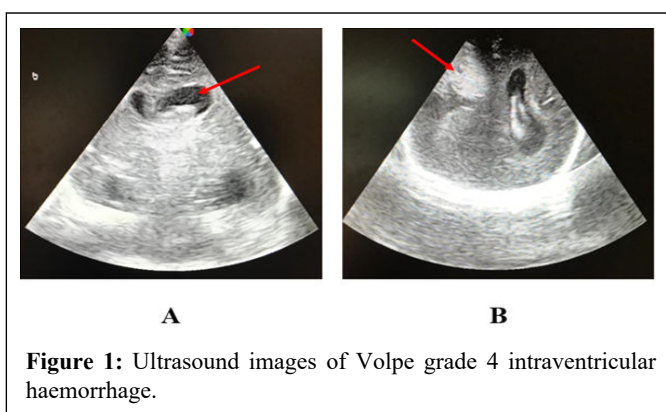 A
B
Figure 1: Ultrasound images of Volpe grade 4 intraventricular
haemorrhage.